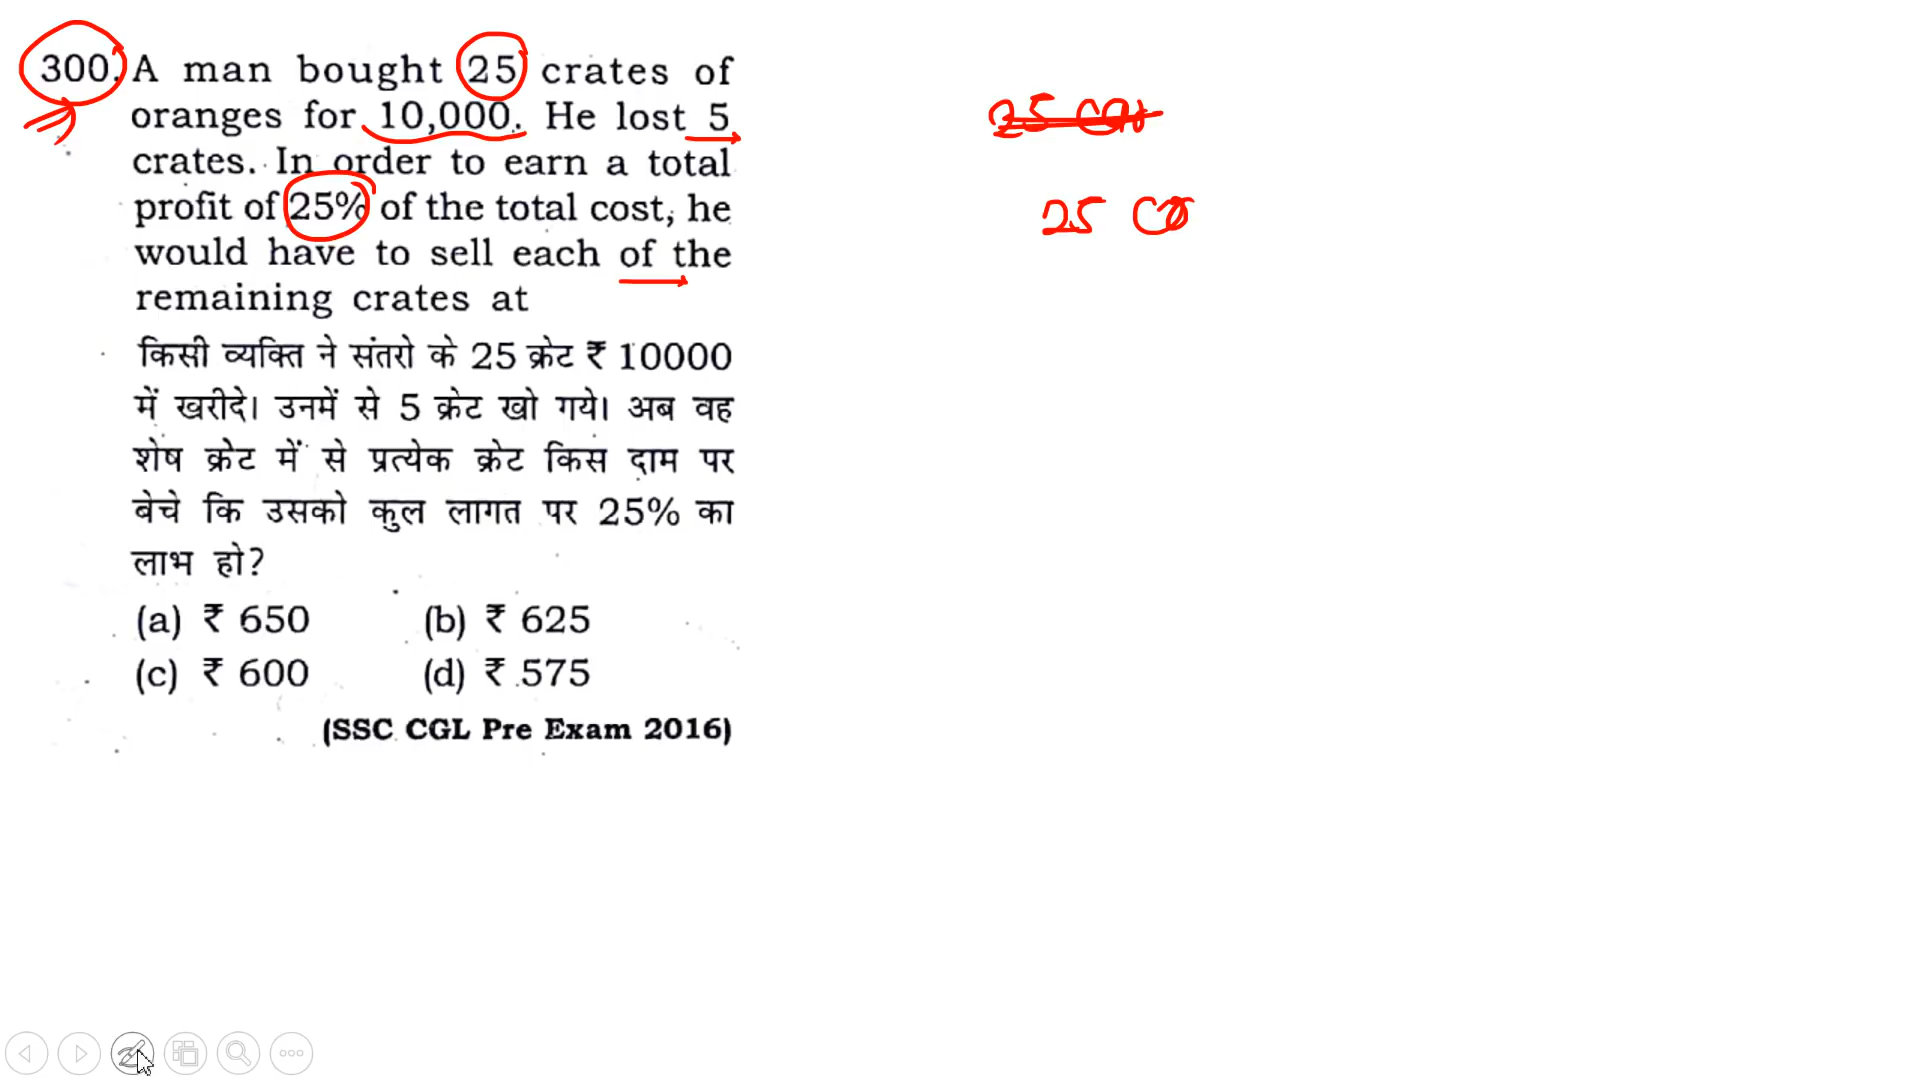 300. A man bought 25 crates of
oranges for 10,000. He lost 5
crates. In order to earn a total
profit of 25% of the total cost, he
would have to sell each of the
remaining crates at
किसी व्यक्ति ने संतरो के 25 क्रेट ₹ 10000
में खरीदे। उनमें से 5 क्रेट खो गये। अब वह
शेष क्रेट में से प्रत्येक क्रेट किस दाम पर
बेचे कि उसको कुल लागत पर 25% का
लाभ हो?
(a) ₹ 650 (b) ₹ 625
(c) ₹ 600 (d) ₹ 575
(SSC CGL Pre Exam 2016)
25
25